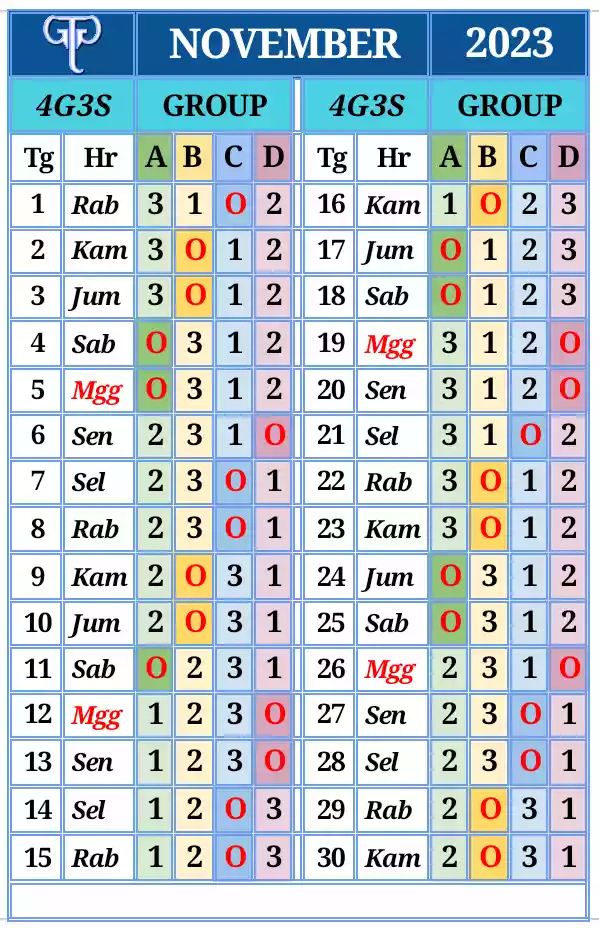 GTP NOVEMBER 2023
4G3S GROUP 4G3S GROUP
Tg Hr A B C D Tg Hr A B C D
1 Rab 3 1 O 2 16 Kam 1 O 2 3
2 Kam 3 O 1 2 17 Jum O 1 2 3
3 Jum 3 O 1 2 18 Sab O 1 2 3
4 Sab O 3 1 2 19 Mgg 3 1 2 O
5 Mgg O 3 1 2 20 Sen 3 1 2 O
6 Sen 2 3 1 O 21 Sel 3 1 O 2
7 Sel 2 3 O 1 22 Rab 3 O 1 2
8 Rab 2 3 O 1 23 Kam 3 O 1 2
9 Kam 2 O 3 1 24 Jum O 3 1 2
10 Jum 2 O 3 1 25 Sab O 3 1 2
11 Sab O 2 3 1 26 Mgg 2 3 1 O
12 Mgg 1 2 3 O 27 Sen 2 3 O 1
13 Sen 1 2 3 O 28 Sel 2 3 O 1
14 Sel 1 2 O 3 29 Rab 2 O 3 1
15 Rab 1 2 O 3 30 Kam 2 O 3 1